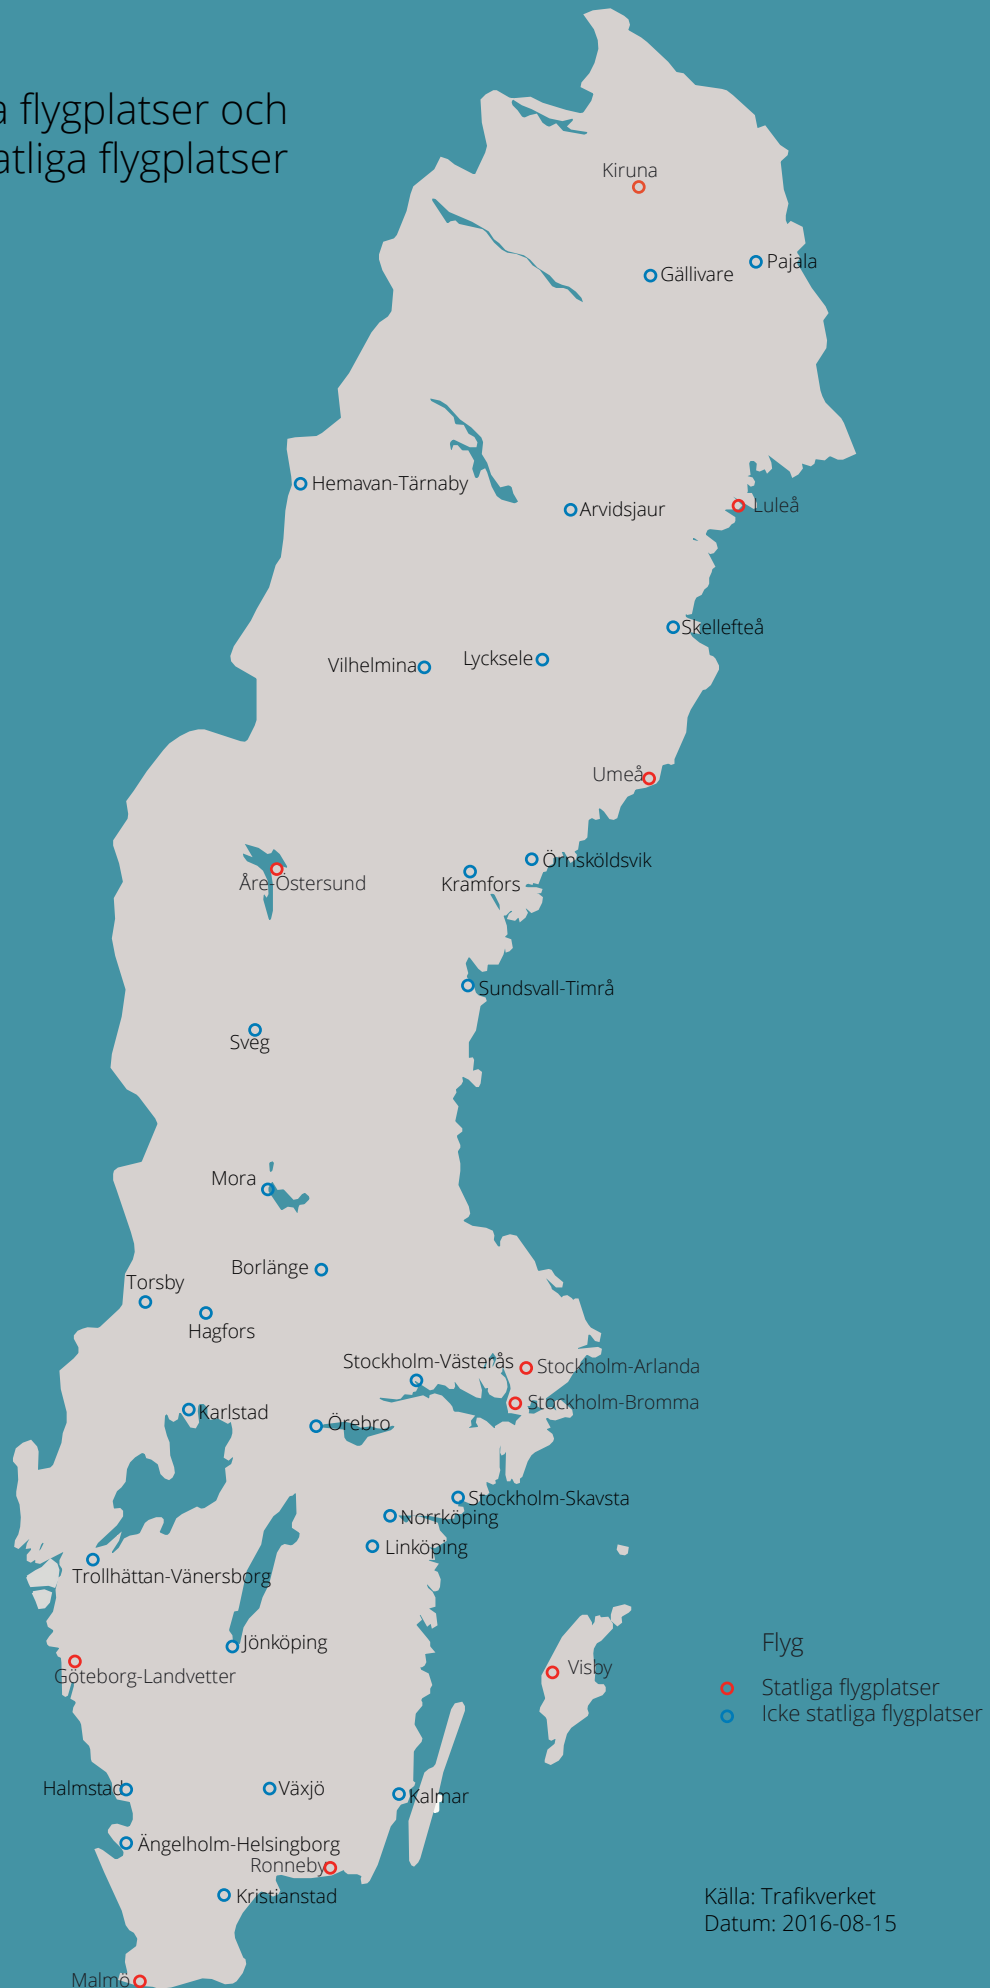 a flygplatser och
atliga flygplatser
Kiruna
Pajala
Gällivare
Hemavan-Tärnaby
Arvidsjaur
Luleå
Skellefteå
Lycksele
Vilhelmina
Umeå
Örnsköldsvik
Åre-Östersund
Kramfors
Sundsvall-Timrå
Sveg
Mora
Borlänge
Torsby
Hagfors
Stockholm-Västerås
Stockholm-Arlanda
Stockholm-Bromma
Karlstad
Örebro
Stockholm-Skavsta
Norrköping
Linköping
Trollhättan-Vänersborg
Jönköping
Göteborg-Landvetter
Visby
Flyg
Statliga flygplatser
Icke statliga flygplatser
Halmstad
Växjö
Kalmar
Ängelholm-Helsingborg
Ronneby
Kristianstad
Källa: Trafikverket
Datum: 2016-08-15
Malmö